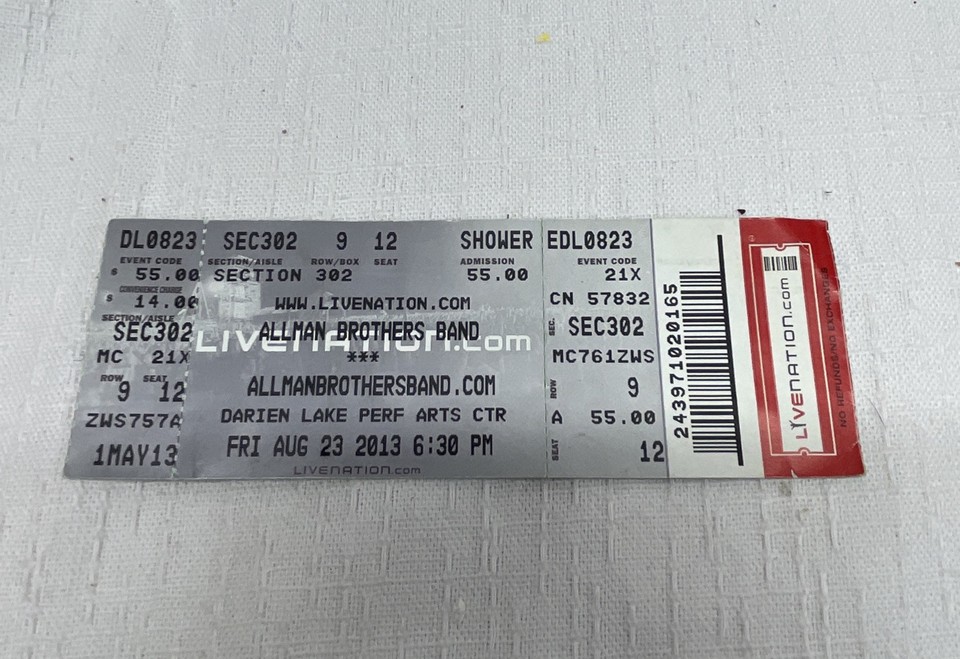 DL0823
EVENT CODE
$ 55.00
CONVENIENCE CHARGE
$ 14.00
SECTION/AISLE
SEC302
MC 21X
ROW SEAT
9 12
ZWS757A
1MAY13
SEC302 9 12 SHOWER
SECTION/AISLE ROW/BOX SEAT ADMISSION
SECTION 302 55.00
WWW.LIVENATION.COM
ALLMAN BROTHERS BAND
LIVENATION.com
***
ALLMANBROTHERSBAND.COM
DARIEN LAKE PERF ARTS CTR
FRI AUG 23 2013 6:30 PM
LIVENATION.com
EDL0823
EVENT CODE
21X
CN 57832
SEC. SEC302
MC761ZWS
ROW 9
A 55.00
SEAT 12
243971020165
LIVENATION.com
NO REFUNDS/NO EXCHANGES